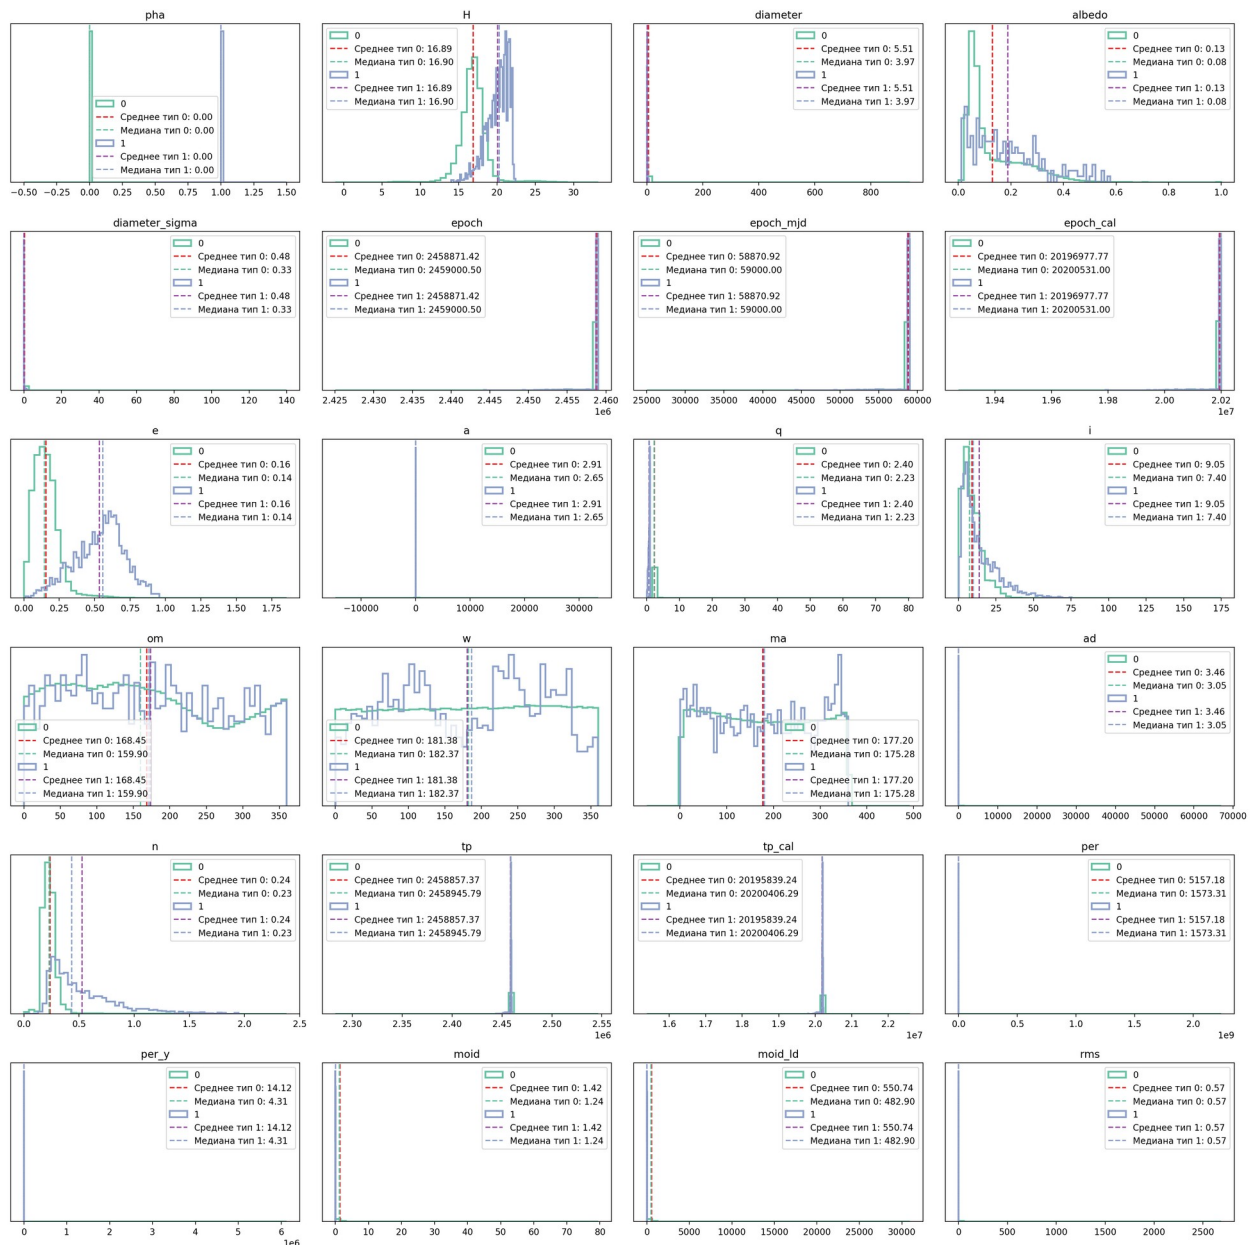 pha
0
Среднее тип 0: 0.00
Медиана тип 0: 0.00
1
Среднее тип 1: 0.00
Медиана тип 1: 0.00
−0.50 −0.25 0.00 0.25 0.50 0.75 1.00 1.25 1.50
H
0
Среднее тип 0: 16.89
Медиана тип 0: 16.90
1
Среднее тип 1: 16.89
Медиана тип 1: 16.90
0 5 10 15 20 25 30
diameter
0
Среднее тип 0: 5.51
Медиана тип 0: 3.97
1
Среднее тип 1: 5.51
Медиана тип 1: 3.97
0 200 400 600 800
albedo
0
Среднее тип 0: 0.13
Медиана тип 0: 0.08
1
Среднее тип 1: 0.13
Медиана тип 1: 0.08
0.0 0.2 0.4 0.6 0.8 1.0
diameter_sigma
0
Среднее тип 0: 0.48
Медиана тип 0: 0.33
1
Среднее тип 1: 0.48
Медиана тип 1: 0.33
0 20 40 60 80 100 120 140
epoch
0
Среднее тип 0: 2458871.42
Медиана тип 0: 2459000.50
1
Среднее тип 1: 2458871.42
Медиана тип 1: 2459000.50
2.425 2.430 2.435 2.440 2.445 2.450 2.455 2.460
1e6
epoch_mjd
0
Среднее тип 0: 58870.92
Медиана тип 0: 59000.00
1
Среднее тип 1: 58870.92
Медиана тип 1: 59000.00
25000 30000 35000 40000 45000 50000 55000 60000
epoch_cal
0
Среднее тип 0: 20196977.77
Медиана тип 0: 20200531.00
1
Среднее тип 1: 20196977.77
Медиана тип 1: 20200531.00
1.94 1.96 1.98 2.00 2.02
1e7
e
0
Среднее тип 0: 0.16
Медиана тип 0: 0.14
1
Среднее тип 1: 0.16
Медиана тип 1: 0.14
0.00 0.25 0.50 0.75 1.00 1.25 1.50 1.75
a
0
Среднее тип 0: 2.91
Медиана тип 0: 2.65
1
Среднее тип 1: 2.91
Медиана тип 1: 2.65
−10000 0 10000 20000 30000
q
0
Среднее тип 0: 2.40
Медиана тип 0: 2.23
1
Среднее тип 1: 2.40
Медиана тип 1: 2.23
0 10 20 30 40 50 60 70 80
i
0
Среднее тип 0: 9.05
Медиана тип 0: 7.40
1
Среднее тип 1: 9.05
Медиана тип 1: 7.40
0 25 50 75 100 125 150 175
om
0
Среднее тип 0: 168.45
Медиана тип 0: 159.90
1
Среднее тип 1: 168.45
Медиана тип 1: 159.90
0 50 100 150 200 250 300 350
w
0
Среднее тип 0: 181.38
Медиана тип 0: 182.37
1
Среднее тип 1: 181.38
Медиана тип 1: 182.37
0 50 100 150 200 250 300 350
ma
0
Среднее тип 0: 177.20
Медиана тип 0: 175.28
1
Среднее тип 1: 177.20
Медиана тип 1: 175.28
0 100 200 300 400 500
ad
0
Среднее тип 0: 3.46
Медиана тип 0: 3.05
1
Среднее тип 1: 3.46
Медиана тип 1: 3.05
0 10000 20000 30000 40000 50000 60000 70000
n
0
Среднее тип 0: 0.24
Медиана тип 0: 0.23
1
Среднее тип 1: 0.24
Медиана тип 1: 0.23
0.0 0.5 1.0 1.5 2.0 2.5
tp
0
Среднее тип 0: 2458857.37
Медиана тип 0: 2458945.79
1
Среднее тип 1: 2458857.37
Медиана тип 1: 2458945.79
2.28 2.30 2.35 2.40 2.45 2.50 2.55
1e6
tp_cal
0
Среднее тип 0: 20195839.24
Медиана тип 0: 20200406.29
1
Среднее тип 1: 20195839.24
Медиана тип 1: 20200406.29
1.6 1.7 1.8 1.9 2.0 2.1 2.2
1e7
per
0
Среднее тип 0: 5157.18
Медиана тип 0: 1573.31
1
Среднее тип 1: 5157.18
Медиана тип 1: 1573.31
0.0 0.5 1.0 1.5 2.0
1e9
per_y
0
Среднее тип 0: 14.12
Медиана тип 0: 4.31
1
Среднее тип 1: 14.12
Медиана тип 1: 4.31
0 1 2 3 4 5 6
1e6
moid
0
Среднее тип 0: 1.42
Медиана тип 0: 1.24
1
Среднее тип 1: 1.42
Медиана тип 1: 1.24
0 10 20 30 40 50 60 70 80
moid_ld
0
Среднее тип 0: 550.74
Медиана тип 0: 482.90
1
Среднее тип 1: 550.74
Медиана тип 1: 482.90
0 5000 10000 15000 20000 25000 30000
rms
0
Среднее тип 0: 0.57
Медиана тип 0: 0.57
1
Среднее тип 1: 0.57
Медиана тип 1: 0.57
0 500 1000 1500 2000 2500